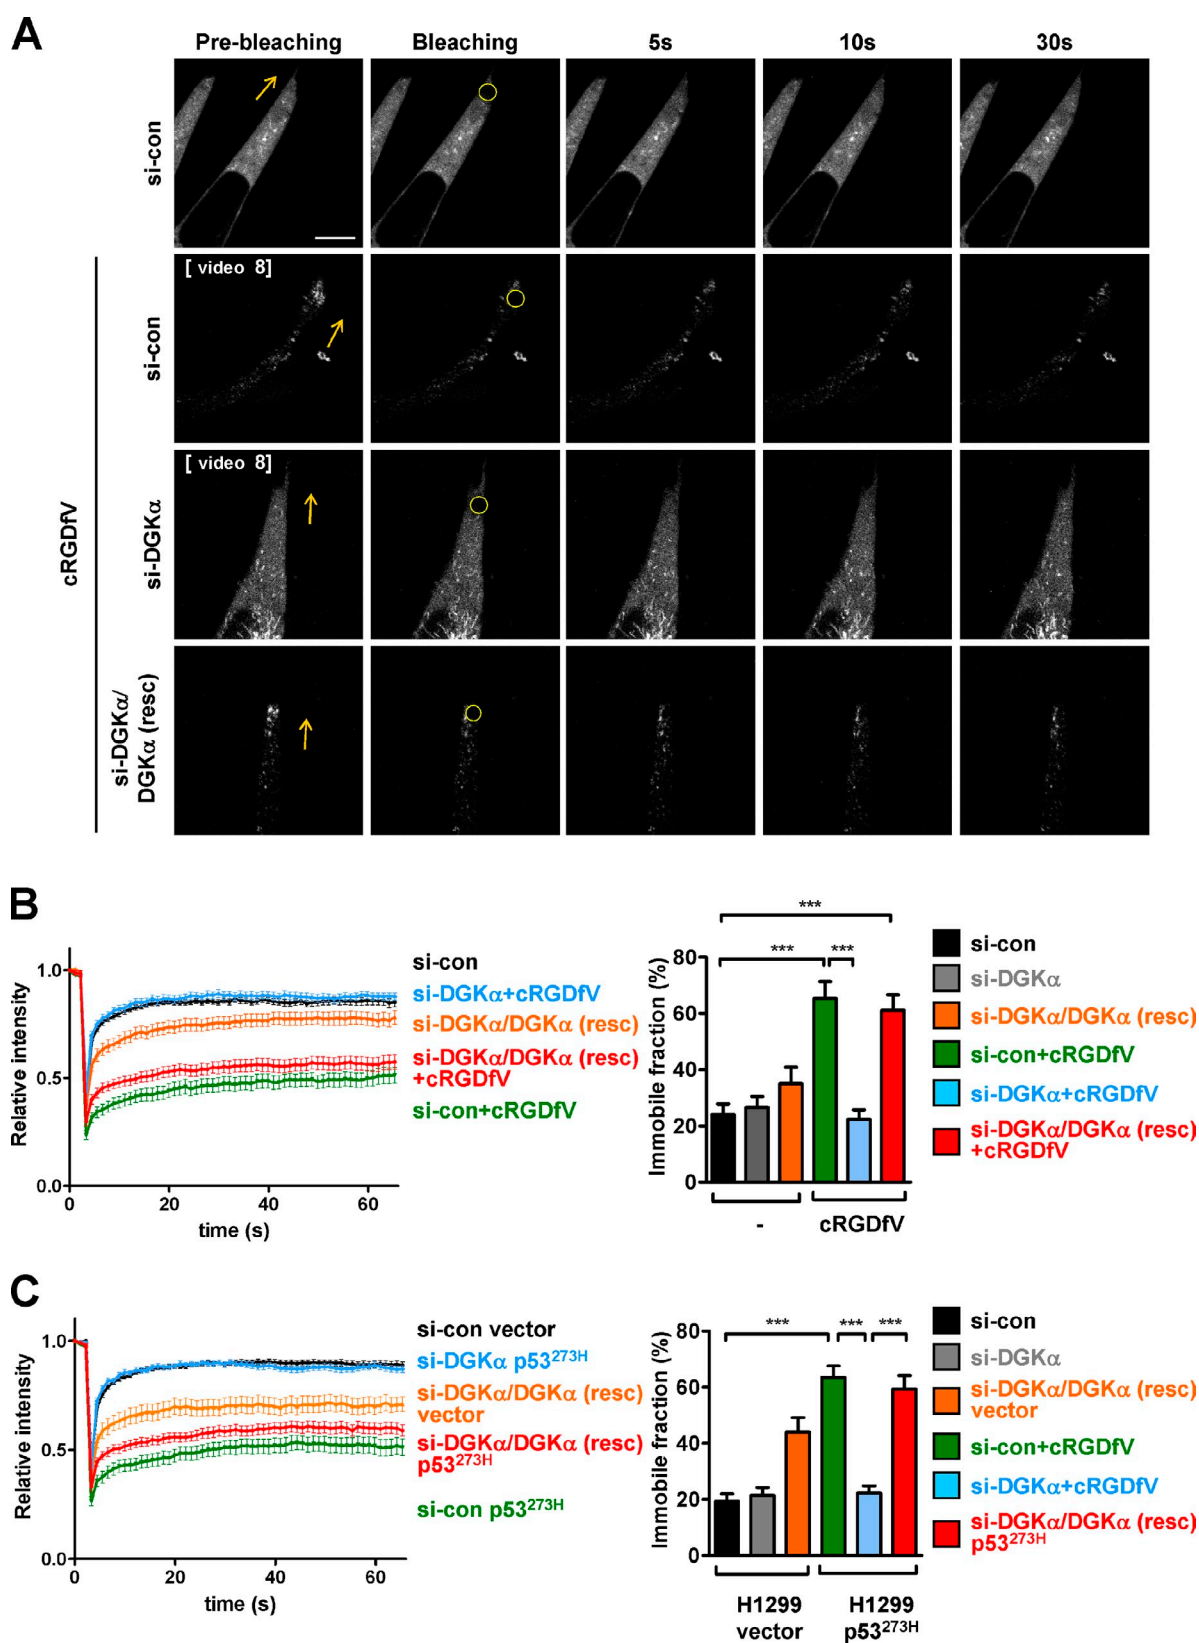 A
Pre-bleaching
Bleaching
5s
10s
30s
si-con
cRGDfV
[ video 8]
si-con
[ video 8]
si-DGKα
si-DGKα/
DGKα (resc)
B
Relative intensity
1.0
0.5
0.0
0
20
40
60
time (s)
si-con
si-DGKα+cRGDfV
si-DGKα/DGKα (resc)
si-DGKα/DGKα (resc)
+cRGDfV
si-con+cRGDfV
Immobile fraction (%)
80
60
40
20
0
***
***
***
-
cRGDfV
si-con
si-DGKα
si-DGKα/DGKα (resc)
si-con+cRGDfV
si-DGKα+cRGDfV
si-DGKα/DGKα (resc)
+cRGDfV
C
Relative intensity
1.0
0.5
0.0
0
20
40
60
time (s)
si-con vector
si-DGKα p53²⁷³ᴴ
si-DGKα/DGKα (resc)
vector
si-DGKα/DGKα (resc)
p53²⁷³ᴴ
si-con p53²⁷³ᴴ
Immobile fraction (%)
80
60
40
20
0
***
***
***
H1299
vector
H1299
p53²⁷³ᴴ
si-con
si-DGKα
si-DGKα/DGKα (resc)
vector
si-con+cRGDfV
si-DGKα+cRGDfV
si-DGKα/DGKα (resc)
p53²⁷³ᴴ